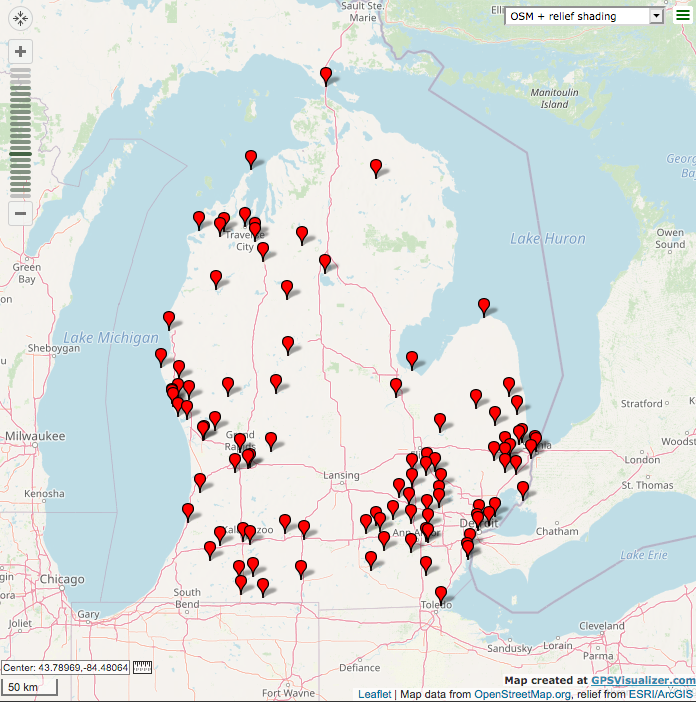 Sault Ste.
Marie
OSM + relief shading
Manitoulin
Island
Georg
Owen
Sound
Lake Huron
Traverse
City
Green
Bay
on
Lake Michigan
Sheboygan
Stratford
Milwaukee
Grand
Rapids
London
Woodst
Lansing
St. Thomas
Kenosha
Kalamazoo
Ann Arbor
Detroit
Chatham
Lake Erie
Chicago
South
Bend
Gary
Joliet
Toledo
Cleveland
Lorain
Sandusky
Parma
Defiance
Fort Wayne
Center: 43.78969,-84.48064
50 km
Map created at GPSVisualizer.com
Leaflet | Map data from OpenStreetMap.org, relief from ESRI/ArcGIS